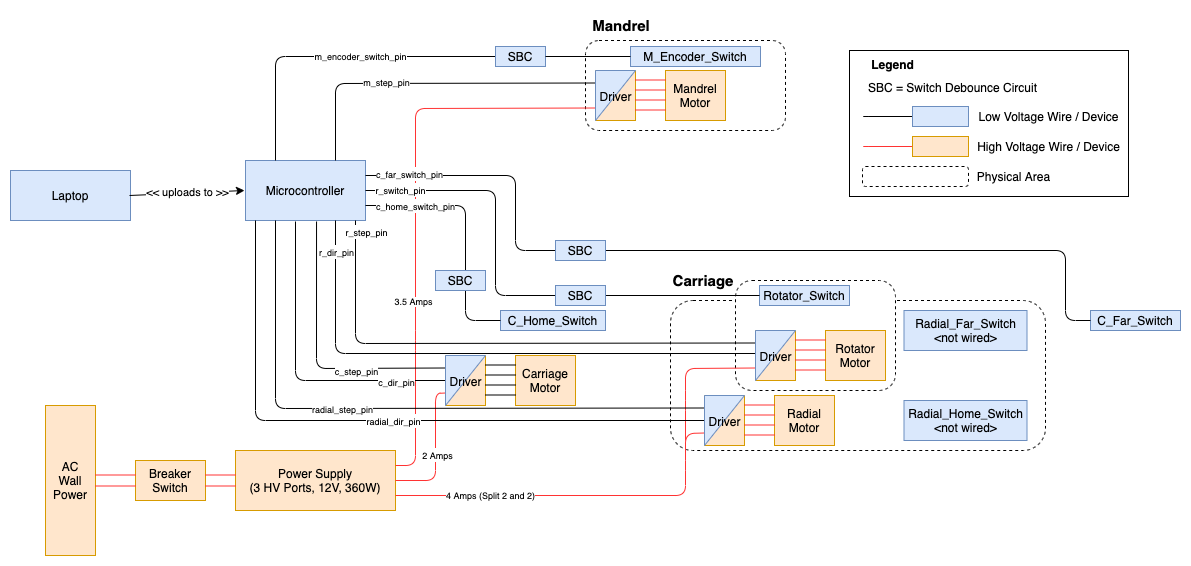 Mandrel
m_encoder_switch_pin
SBC
M_Encoder_Switch
m_step_pin
Driver
Mandrel
Motor
Legend
SBC = Switch Debounce Circuit
Low Voltage Wire / Device
High Voltage Wire / Device
Physical Area
Laptop
<< uploads to >>
Microcontroller
c_far_switch_pin
r_switch_pin
c_home_switch_pin
r_step_pin
r_dir_pin
SBC
SBC
SBC
3.5 Amps
C_Home_Switch
Carriage
Rotator_Switch
Radial_Far_Switch
<not wired>
C_Far_Switch
Driver
Rotator
Motor
c_step_pin
c_dir_pin
Driver
Carriage
Motor
radial_step_pin
radial_dir_pin
Driver
Radial
Motor
Radial_Home_Switch
<not wired>
AC
Wall
Power
Breaker
Switch
Power Supply
(3 HV Ports, 12V, 360W)
2 Amps
4 Amps (Split 2 and 2)